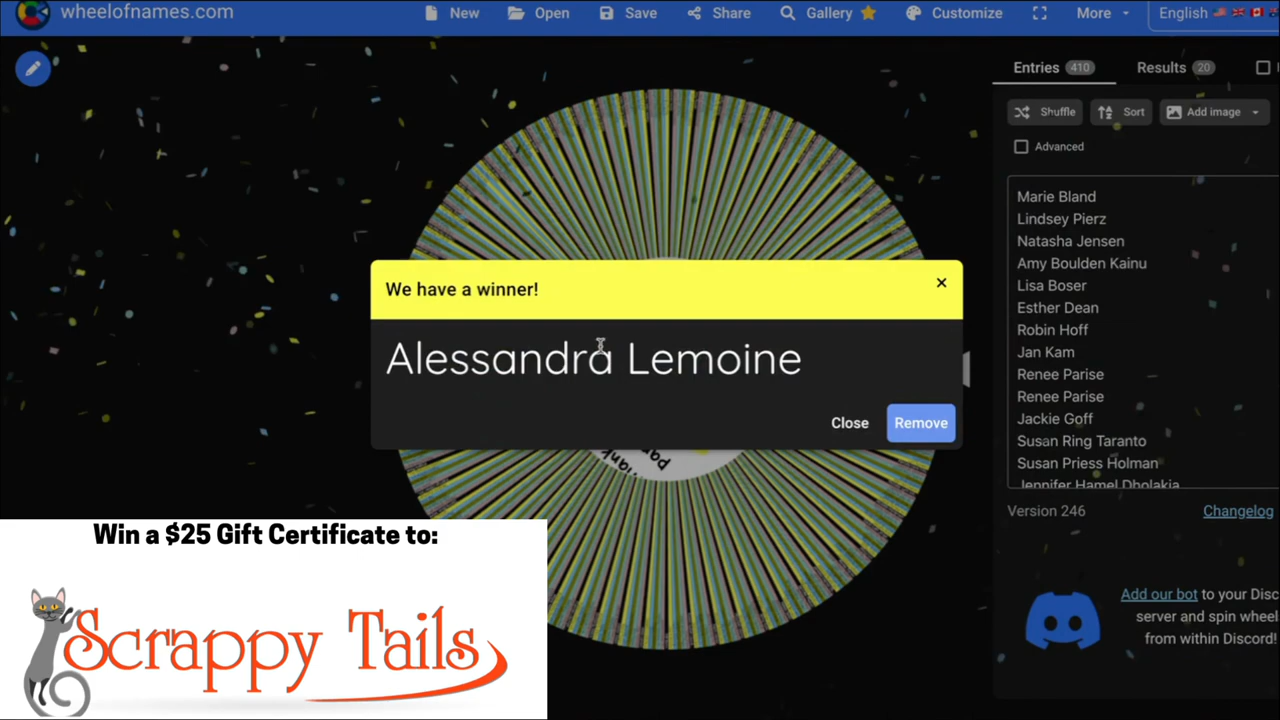 wheelofnames.com
New
Open
Save
Share
Gallery
Customize
More
English
Entries 410
Results 20
Shuffle
Sort
Add image
Advanced
Marie Bland
Lindsey Pierz
Natasha Jensen
Amy Boulden Kainu
Lisa Boser
Esther Dean
Robin Hoff
Jan Kam
Renee Parise
Renee Parise
Jackie Goff
Susan Ring Taranto
Susan Priess Holman
Jennifer Hamel Dholakia
We have a winner!
Alessandra Lemoine
Close
Remove
Version 246
Changelog
Add our bot to your Disc
server and spin wheel
from within Discord!
Win a $25 Gift Certificate to:
Scrappy Tails